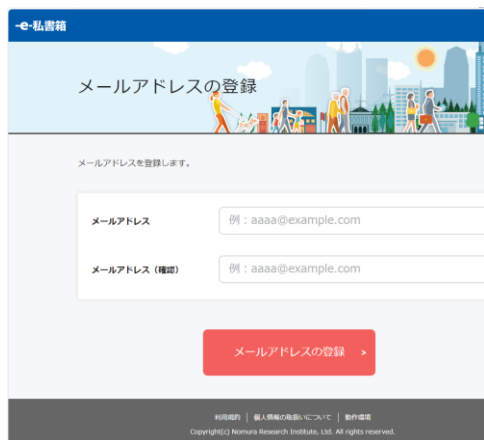 -e-私書箱
メールアドレスの登録
メールアドレスを登録します。
メールアドレス
例：aaaa@example.com
メールアドレス（確認）
例：aaaa@example.com
メールアドレスの登録 >
利用規約 | 個人情報の取扱いについて | 動作環境
Copyright(c) Nomura Research Institute, Ltd. All rights reserved.